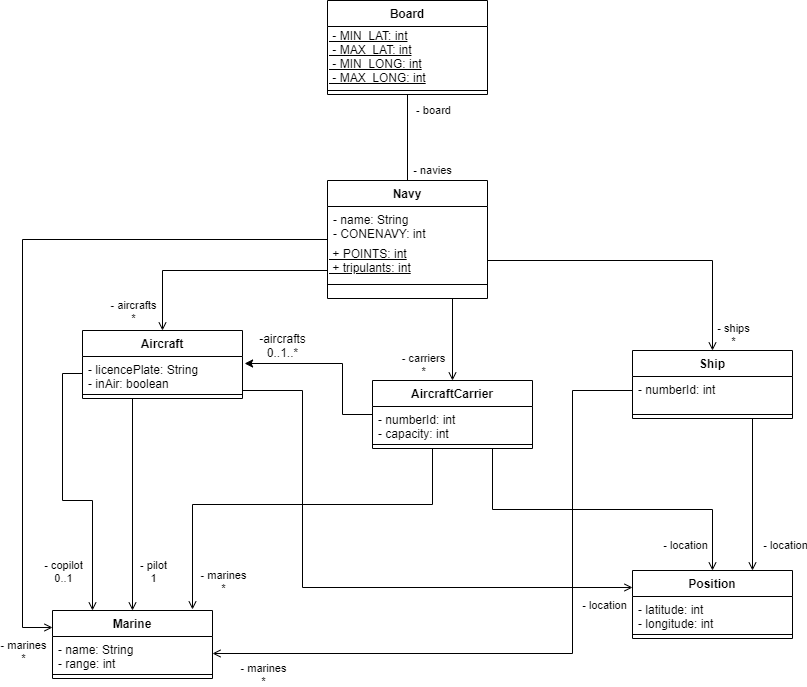 Board
- MIN_LAT: int
- MAX_LAT: int
- MIN_LONG: int
- MAX_LONG: int
- board
- navies
Navy
- name: String
- CONENAVY: int
+ POINTS: int
+ tripulants: int
- aircrafts
*
- carriers
*
- ships
*
Aircraft
- licencePlate: String
- inAir: boolean
-aircrafts
0..1..*
AircraftCarrier
- numberId: int
- capacity: int
Ship
- numberId: int
- copilot
0..1
- pilot
1
- marines
*
- location
- location
- location
- marines
*
Marine
- name: String
- range: int
- marines
*
Position
- latitude: int
- longitude: int